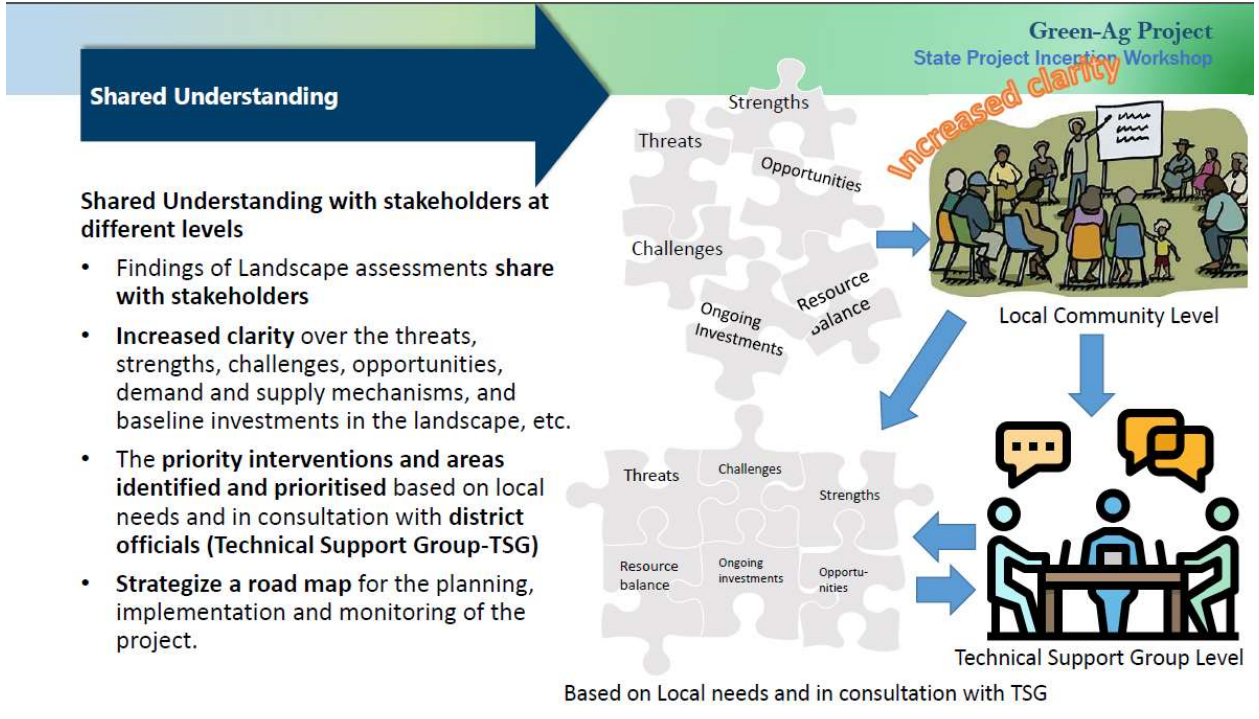 Green-Ag Project
State Project Inception Workshop
Shared Understanding
Shared Understanding with stakeholders at
different levels
• Findings of Landscape assessments share
with stakeholders
• Increased clarity over the threats,
strengths, challenges, opportunities,
demand and supply mechanisms, and
baseline investments in the landscape, etc.
• The priority interventions and areas
identified and prioritised based on local
needs and in consultation with district
officials (Technical Support Group-TSG)
• Strategize a road map for the planning,
implementation and monitoring of the
project.
Strengths
Threats
Opportunities
Challenges
Resource
balance
Ongoing
Investments
Increased clarity
Local Community Level
Threats
Challenges
Strengths
Resource
balance
Ongoing
investments
Opportu-
nities
Technical Support Group Level
Based on Local needs and in consultation with TSG